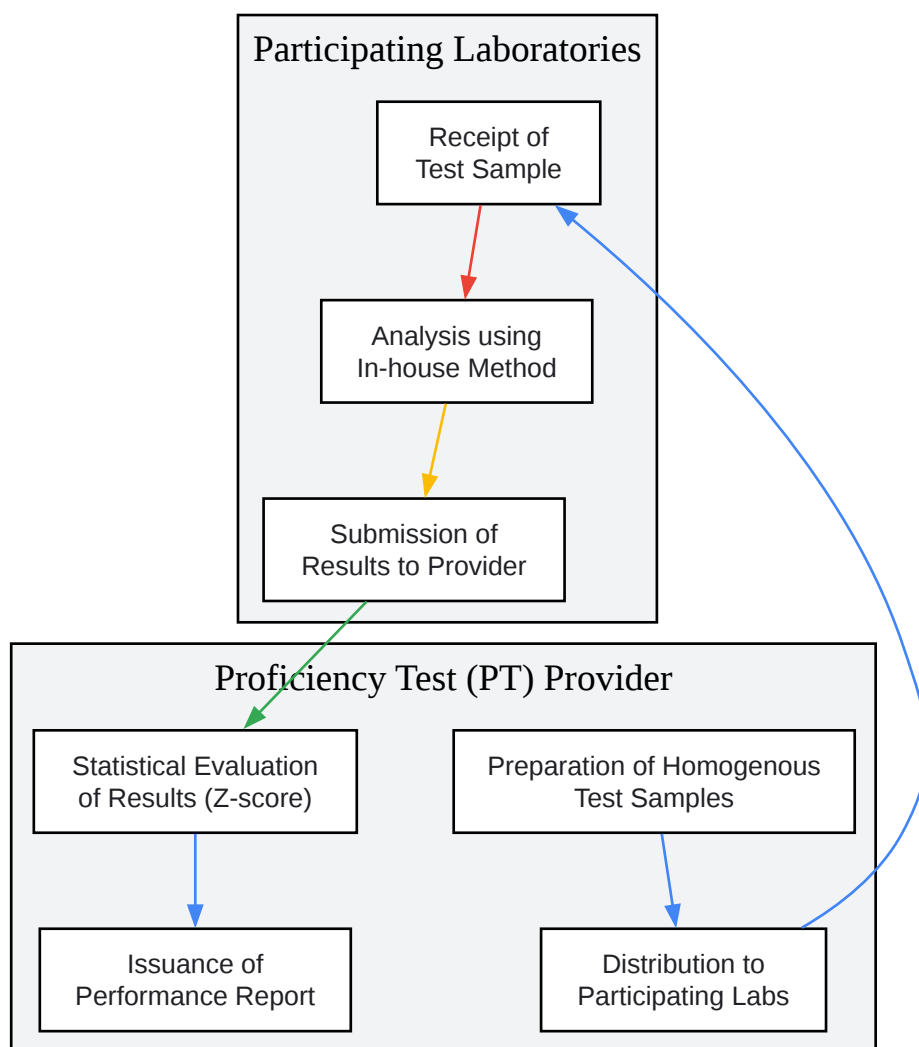 Participating Laboratories
Receipt of
Test Sample
Analysis using
In-house Method
Submission of
Results to Provider
Proficiency Test (PT) Provider
Statistical Evaluation
of Results (Z-score)
Preparation of Homogenous
Test Samples
Issuance of
Performance Report
Distribution to
Participating Labs